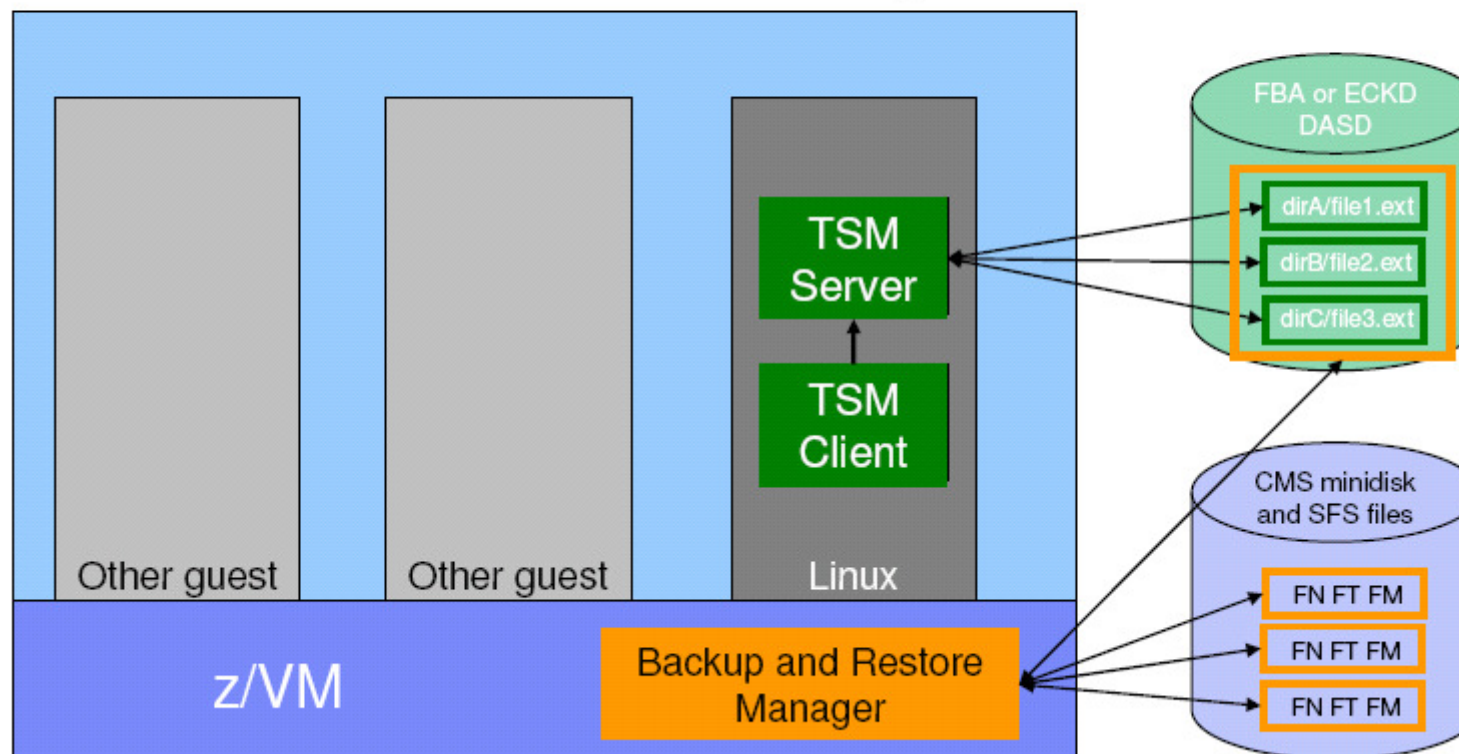 FBA or ECKD
DASD
dirA/file1.ext
dirB/file2.ext
dirC/file3.ext
TSM
Server
TSM
Client
CMS minidisk
and SFS files
Other guest
Other guest
Linux
FN FT FM
FN FT FM
FN FT FM
z/VM
Backup and Restore
Manager